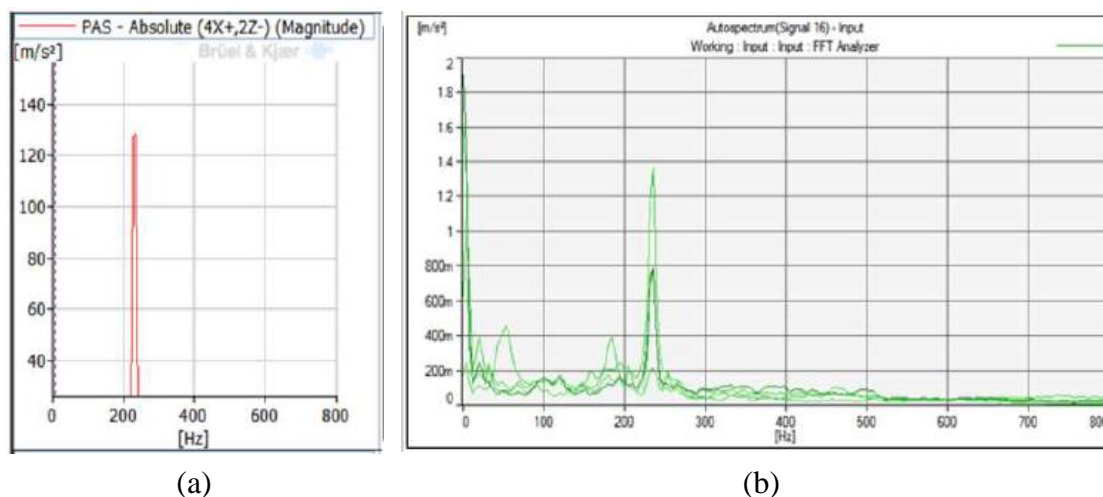 PAS - Absolute (4X+,2Z-) (Magnitude)
[m/s²]
Brüel & Kjær
140
120
100
80
60
40
0 200 400 600 800
[Hz]
(a)
Autospectrum(Signal 16) - Input
Working : Input : Input : FFT Analyzer
[m/s²]
2
1.8
1.6
1.4
1.2
1
800m
600m
400m
200m
0
0 100 200 300 400 500 600 700 800
[Hz]
(b)